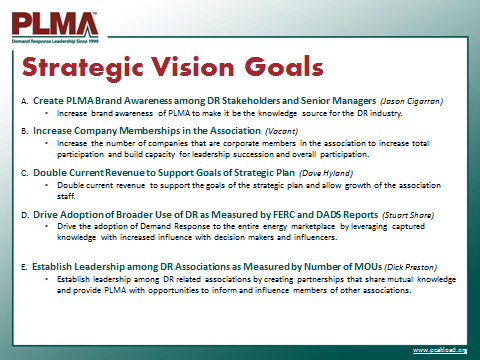 PLMA
Demand Response Leadership Since 1999
Strategic Vision Goals
A. Create PLMA Brand Awareness among DR Stakeholders and Senior Managers (Jason Cigarran)
• Increase brand awareness of PLMA to make it be the knowledge source for the DR industry.
B. Increase Company Memberships in the Association (Vacant)
• Increase the number of companies that are corporate members in the association to increase total
participation and build capacity for leadership succession and overall participation.
C. Double Current Revenue to Support Goals of Strategic Plan (Dave Hyland)
• Double current revenue to support the goals of the strategic plan and allow growth of the association
staff.
D. Drive Adoption of Broader Use of DR as Measured by FERC and DADS Reports (Stuart Share)
• Drive the adoption of Demand Response to the entire energy marketplace by leveraging captured
knowledge with increased influence with decision makers and influencers.
E. Establish Leadership among DR Associations as Measured by Number of MOUs (Dick Preston)
• Establish leadership among DR related associations by creating partnerships that share mutual knowledge
and provide PLMA with opportunities to inform and influence members of other associations.
www.peakload.org